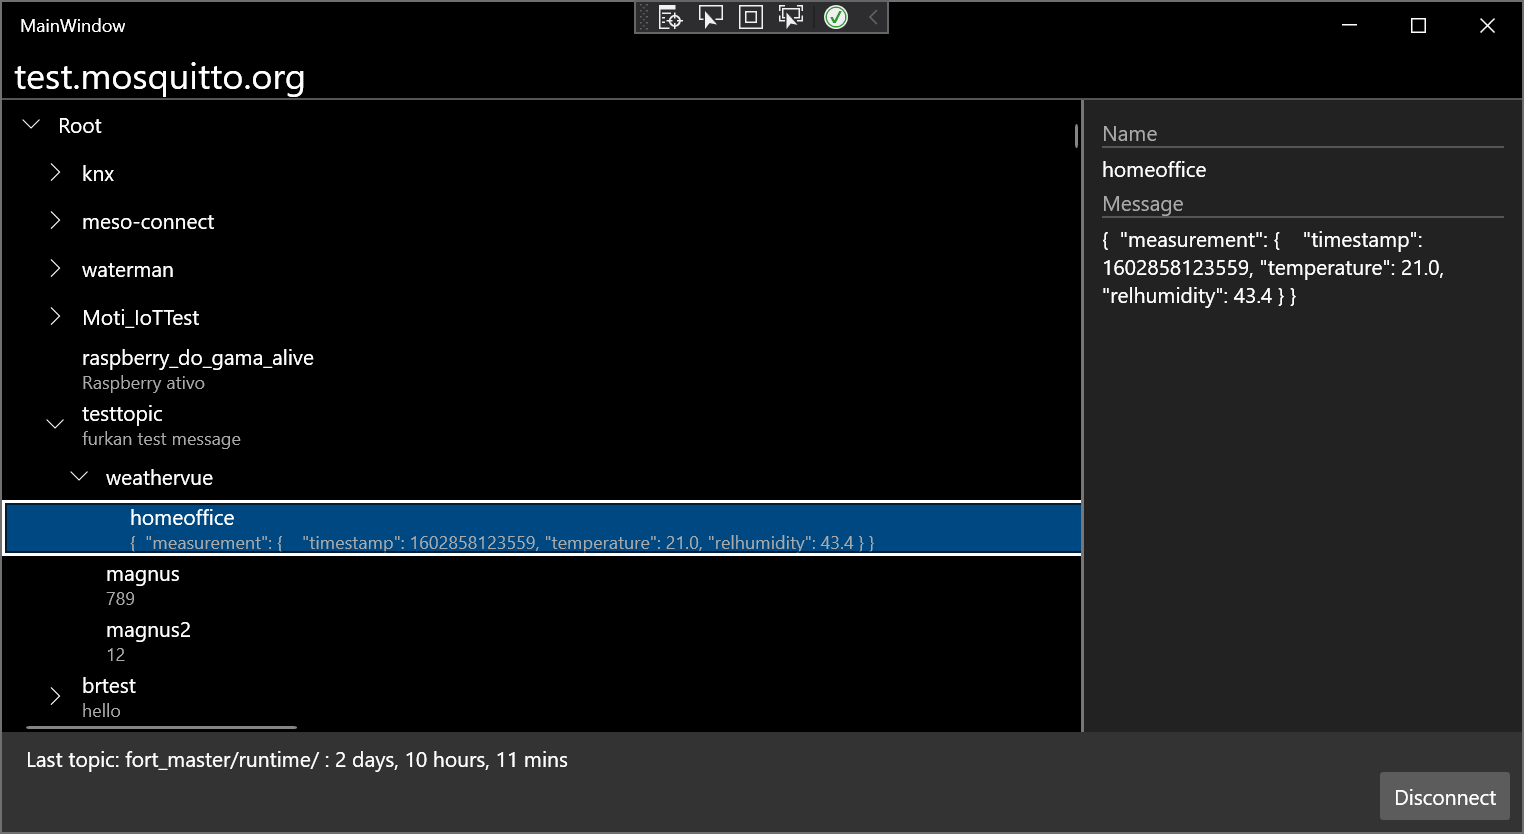 MainWindow
test.mosquitto.org
Root
knx
meso-connect
waterman
Moti_IoTTest
raspberry_do_gama_alive
Raspberry ativo
testtopic
furkan test message
weathervue
homeoffice
{  "measurement": {    "timestamp": 1602858123559, "temperature": 21.0, "relhumidity": 43.4 } }
magnus
789
magnus2
12
brtest
hello
Name
homeoffice
Message
{  "measurement": {    "timestamp":
1602858123559, "temperature": 21.0,
"relhumidity": 43.4 } }
Last topic: fort_master/runtime/ : 2 days, 10 hours, 11 mins
Disconnect